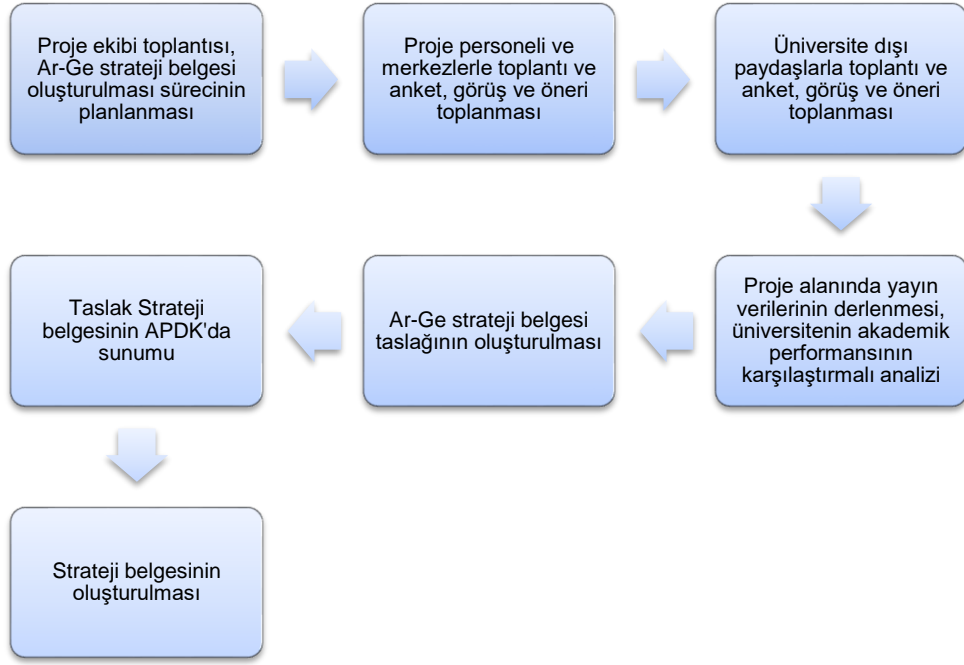 Proje ekibi toplantısı,
Ar-Ge strateji belgesi
oluşturulması sürecinin
planlanması
Proje personeli ve
merkezlerle toplantı ve
anket, görüş ve öneri
toplanması
Üniversite dışı
paydaşlarla toplantı ve
anket, görüş ve öneri
toplanması
Proje alanında yayın
verilerinin derlenmesi,
üniversitenin akademik
performansının
karşılaştırmalı analizi
Ar-Ge strateji belgesi
taslağının oluşturulması
Taslak Strateji
belgesinin APDK'da
sunumu
Strateji belgesinin
oluşturulması